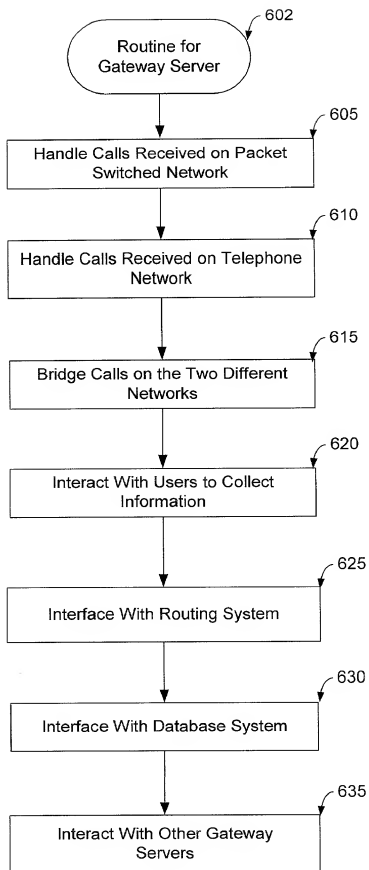 602
Routine for
Gateway Server
605
Handle Calls Received on Packet
Switched Network
610
Handle Calls Received on Telephone
Network
615
Bridge Calls on the Two Different
Networks
620
Interact With Users to Collect
Information
625
Interface With Routing System
630
Interface With Database System
635
Interact With Other Gateway
Servers